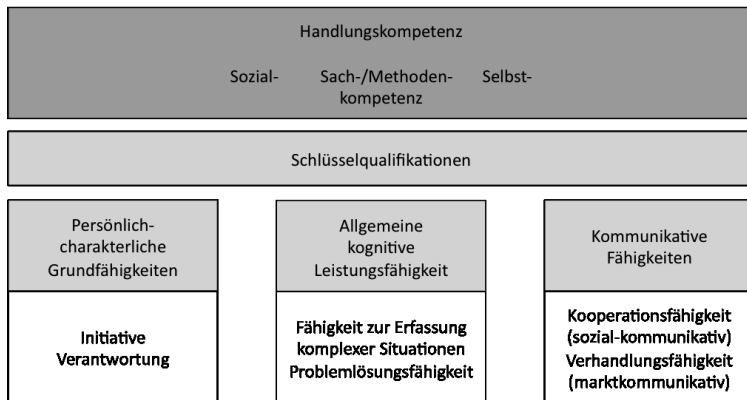 Handlungskompetenz
Sozial- Sach-/Methoden- Selbst-
kompetenz
Schlüsselqualifikationen
Persönlich-
charakterliche
Grundfähigkeiten
Initiative
Verantwortung
Allgemeine
kognitive
Leistungsfähigkeit
Fähigkeit zur Erfassung
komplexer Situationen
Problemlösungsfähigkeit
Kommunikative
Fähigkeiten
Kooperationsfähigkeit
(sozial-kommunikativ)
Verhandlungsfähigkeit
(marktkommunikativ)